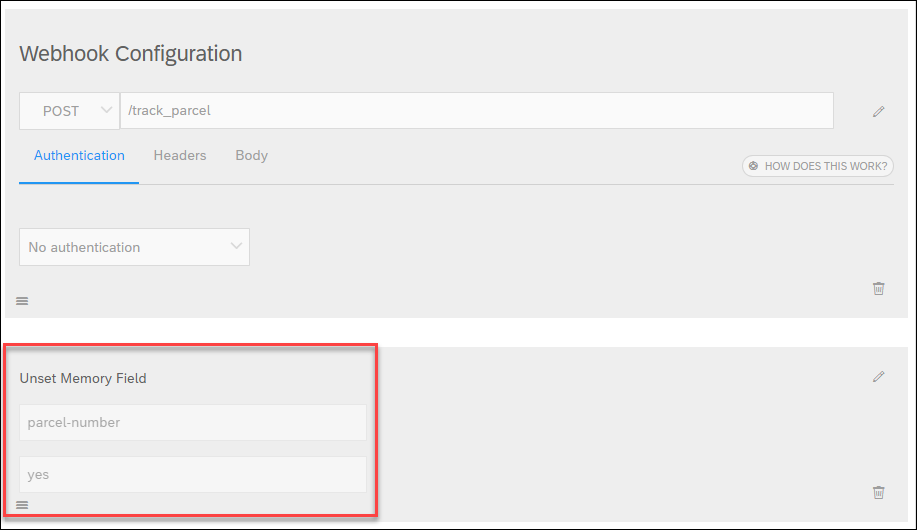 Webhook Configuration
POST
/track_parcel
Authentication Headers Body
HOW DOES THIS WORK?
No authentication
Unset Memory Field
parcel-number
yes